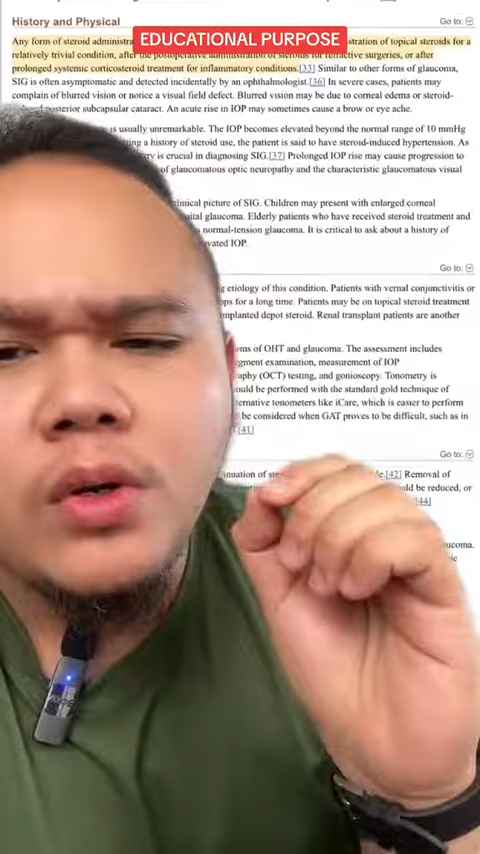 History and Physical
Go to:
EDUCATIONAL PURPOSE
Any form of steroid administra stration of topical steroids for a
relatively trivial condition, after the postoperative administration of steroids for refractive surgeries, or after
prolonged systemic corticosteroid treatment for inflammatory conditions.[33] Similar to other forms of glaucoma,
SIG is often asymptomatic and detected incidentally by an ophthalmologist.[36] In severe cases, patients may
complain of blurred vision or notice a visual field defect. Blurred vision may be due to corneal edema or steroid-
posterior subcapsular cataract. An acute rise in IOP may sometimes cause a brow or eye ache.
is usually unremarkable. The IOP becomes elevated beyond the normal range of 10 mmHg
a history of steroid use, the patient is said to have steroid-induced hypertension. As
is crucial in diagnosing SIG.[37] Prolonged IOP rise may cause progression to
of glaucomatous optic neuropathy and the characteristic glaucomatous visual
clinical picture of SIG. Children may present with enlarged corneal
glaucoma. Elderly patients who have received steroid treatment and
normal-tension glaucoma. It is critical to ask about a history of
IOP.
Go to:
g etiology of this condition. Patients with vernal conjunctivitis or
ops for a long time. Patients may be on topical steroid treatment
mplanted depot steroid. Renal transplant patients are another
rms of OHT and glaucoma. The assessment includes
gment examination, measurement of IOP
aphy (OCT) testing, and gonioscopy. Tonometry is
ould be performed with the standard gold technique of
ternative tonometers like iCare, which is easier to perform
be considered when GAT proves to be difficult, such as in
[41]
Go to:
inuation of ste le.[42] Removal of
uld be reduced, or
[44]
ucoma.